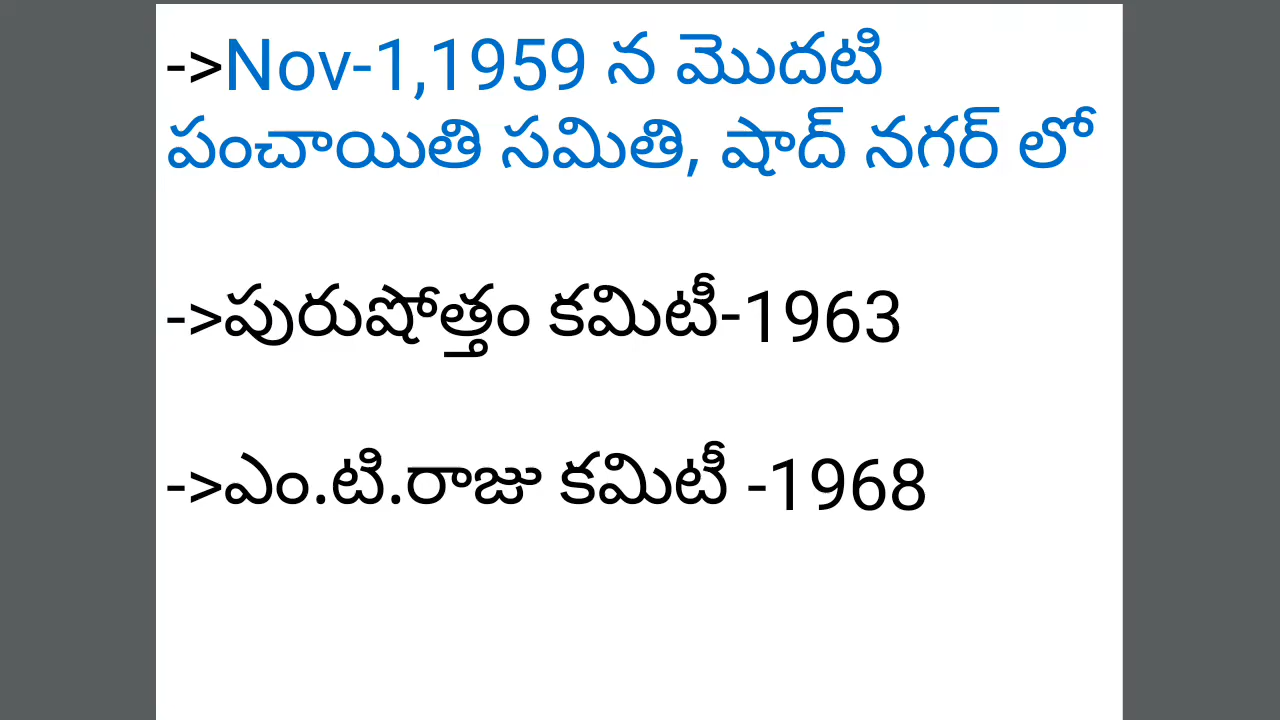 ->Nov-1,1959 న మొదటి
పంచాయితి సమితి, షాద్ నగర్ లో
->పురుషోత్తం కమిటీ-1963
->ఎం.టి.రాజు కమిటీ -1968